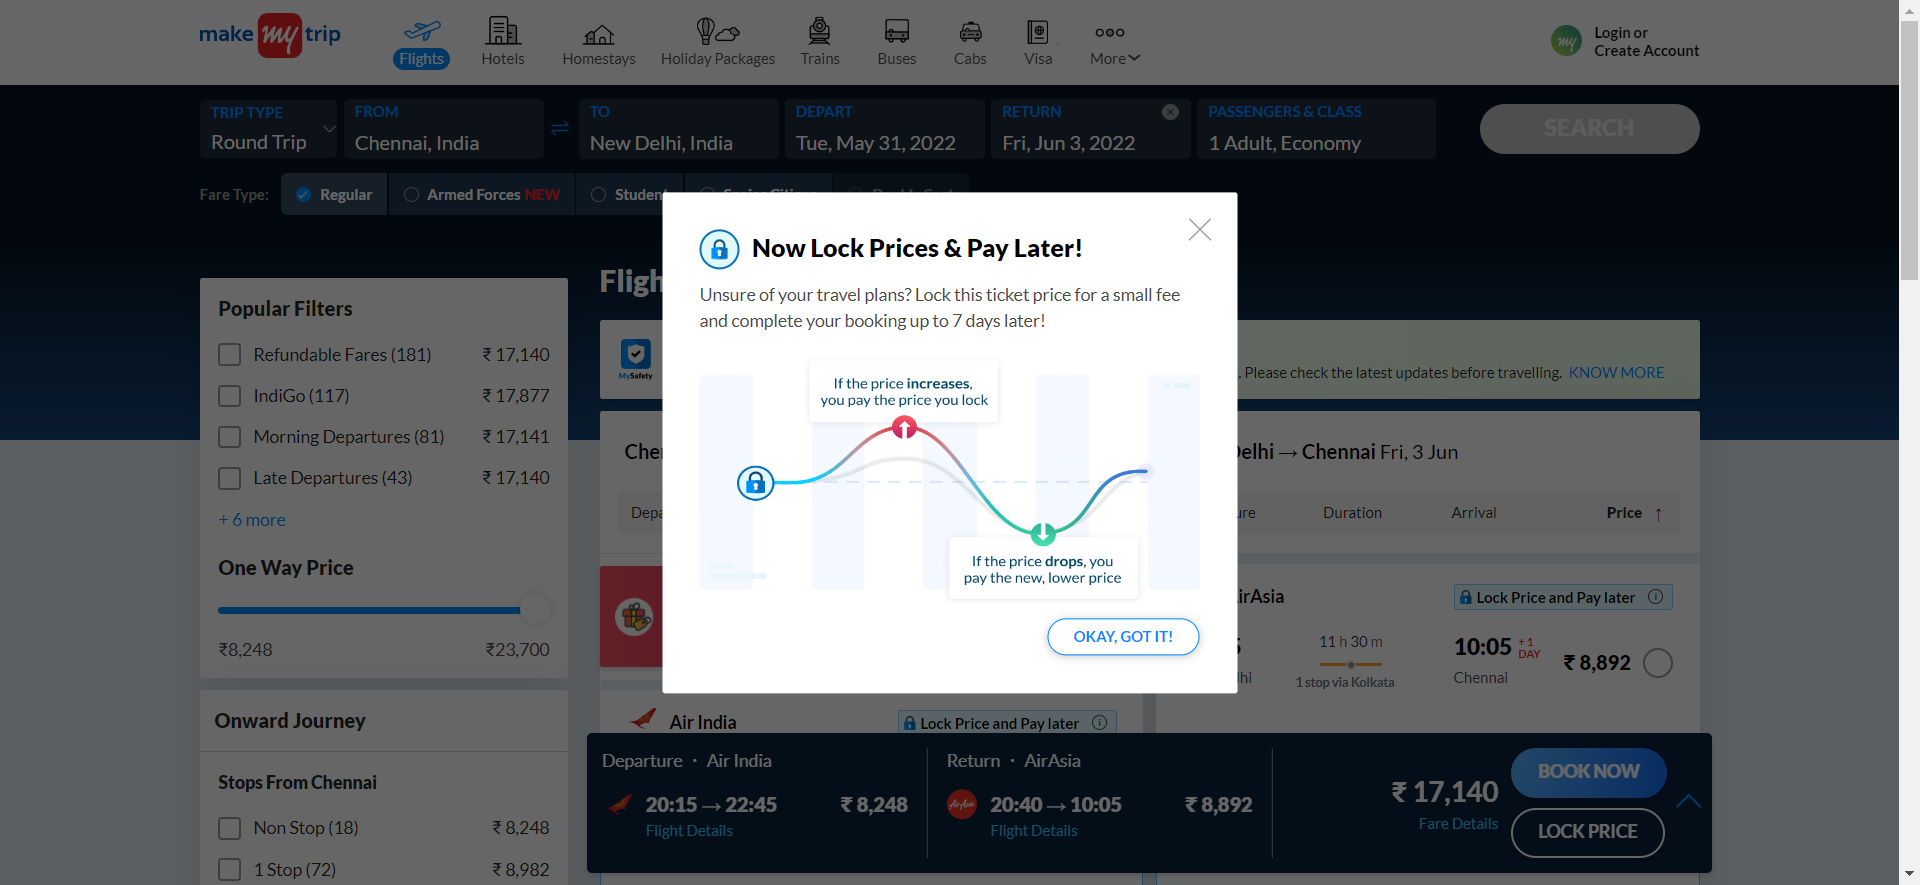 make my trip
Flights
Hotels
Homestays
Holiday Packages
Trains
Buses
Cabs
Visa
More
my
Login or
Create Account
TRIP TYPE
Round Trip
FROM
Chennai, India
TO
New Delhi, India
DEPART
Tue, May 31, 2022
RETURN
Fri, Jun 3, 2022
PASSENGERS & CLASS
1 Adult, Economy
SEARCH
Fare Type:
Regular
Armed Forces NEW
Popular Filters
Refundable Fares (181) ₹ 17,140
IndiGo (117) ₹ 17,877
Morning Departures (81) ₹ 17,141
Late Departures (43) ₹ 17,140
+ 6 more
One Way Price
₹8,248 ₹23,700
Onward Journey
Stops From Chennai
Non Stop (18) ₹ 8,248
1 Stop (72) ₹ 8,982
Now Lock Prices & Pay Later!
Unsure of your travel plans? Lock this ticket price for a small fee
and complete your booking up to 7 days later!
If the price increases,
you pay the price you lock
If the price drops, you
pay the new, lower price
OKAY, GOT IT!
MySafety
. Please check the latest updates before travelling. KNOW MORE
→ Chennai Fri, 3 Jun
Duration Arrival Price ↑
Lock Price and Pay later
11 h 30 m
1 stop via Kolkata
10:05 + 1
DAY
Chennai
₹ 8,892
Air India
Lock Price and Pay later
Departure · Air India
20:15 → 22:45 ₹ 8,248
Flight Details
Return · AirAsia
AirAsia
20:40 → 10:05 ₹ 8,892
Flight Details
₹ 17,140
Fare Details
BOOK NOW
LOCK PRICE